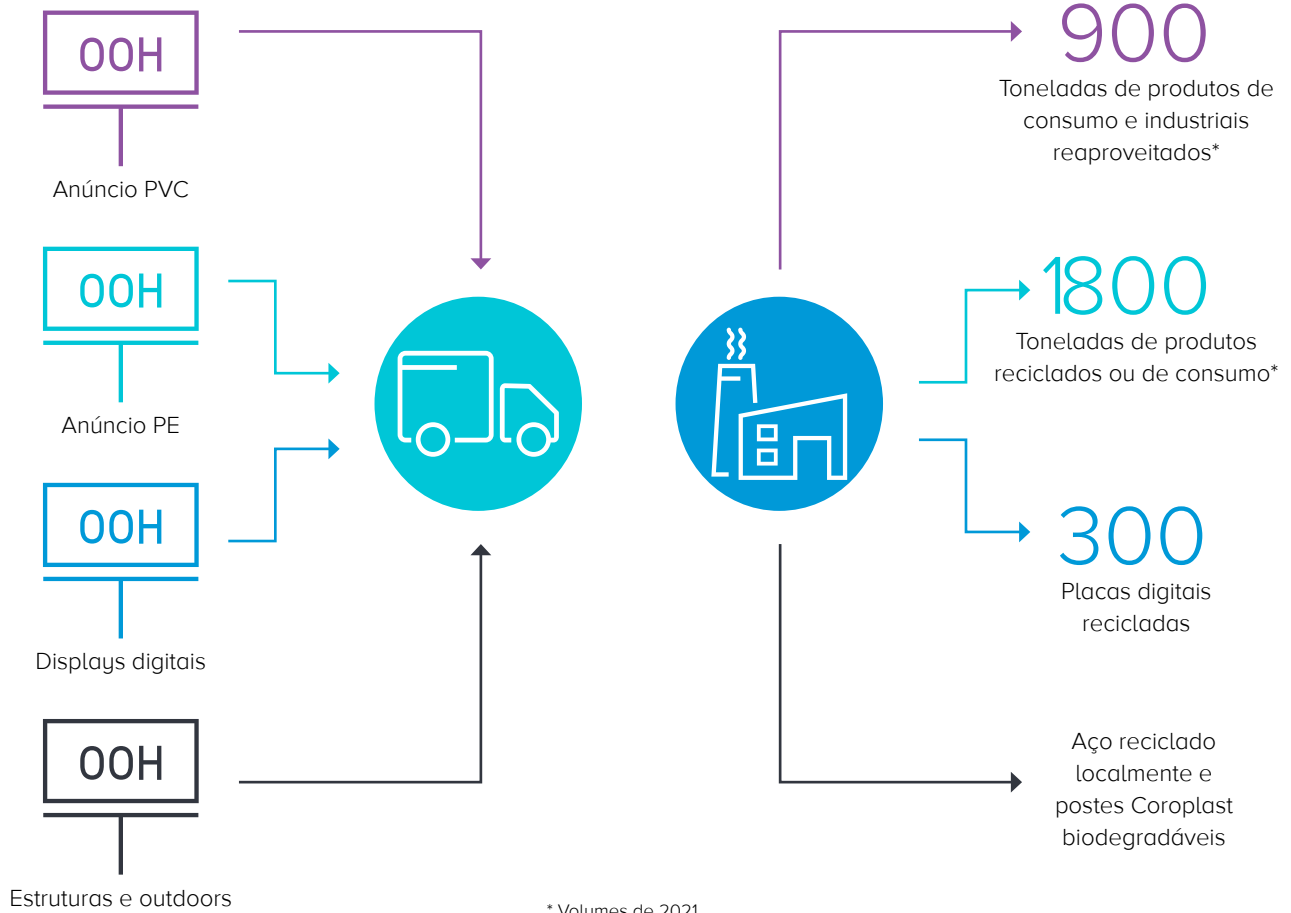 OOH
Anúncio PVC
OOH
Anúncio PE
OOH
Displays digitais
OOH
Estruturas e outdoors
900
Toneladas de produtos de
consumo e industriais
reaproveitados*
1800
Toneladas de produtos
reciclados ou de consumo*
300
Placas digitais
recicladas
Aço reciclado
localmente e
postes Coroplast
biodegradáveis
* Volumes de 2021